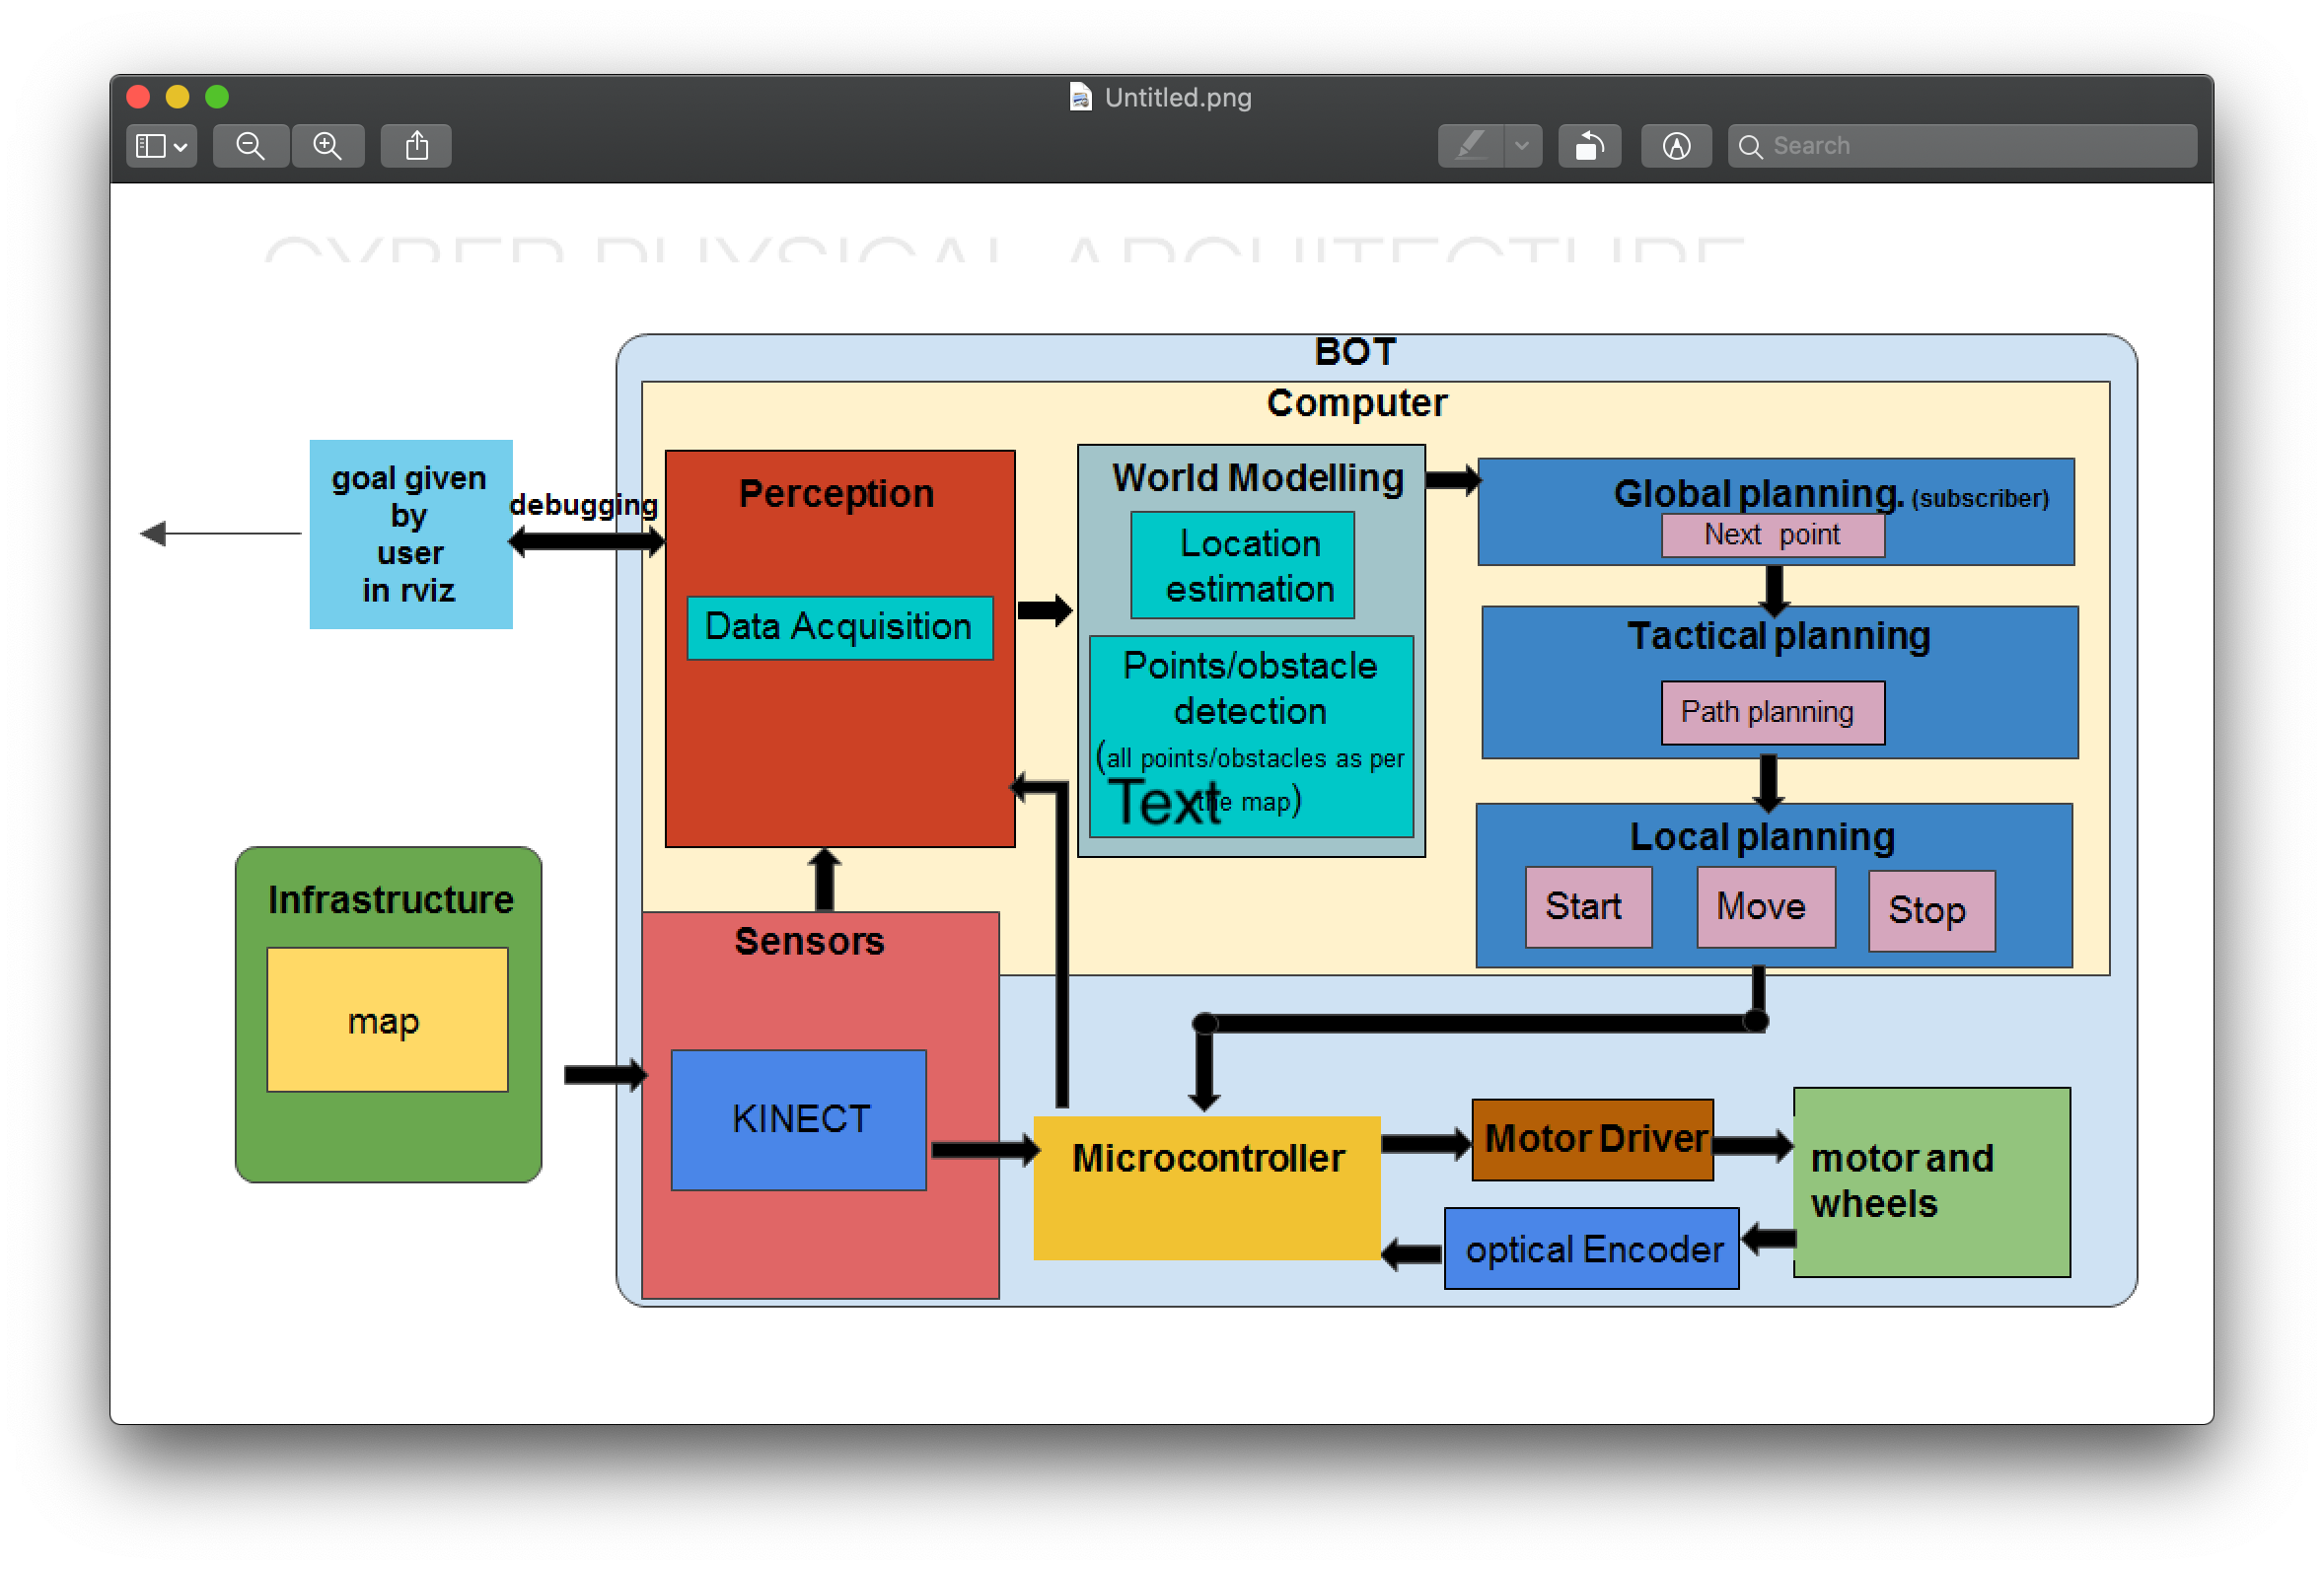 Untitled.png
Search
CYBER PHYSICAL ARCHITECTURE
BOT
Computer
goal given
by
user
in rviz
debugging
Perception
Data Acquisition
World Modelling
Location
estimation
Points/obstacle
detection
(all points/obstacles as per
the map)
Text
Global planning. (subscriber)
Next point
Tactical planning
Path planning
Local planning
Start
Move
Stop
Infrastructure
map
Sensors
KINECT
Microcontroller
Motor Driver
motor and
wheels
optical Encoder